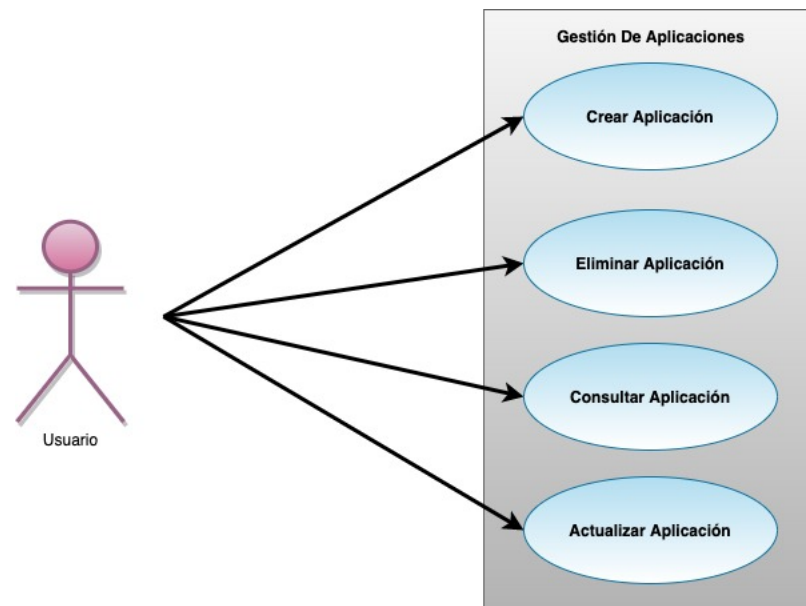 Gestión De Aplicaciones
Crear Aplicación
Eliminar Aplicación
Consultar Aplicación
Usuario
Actualizar Aplicación